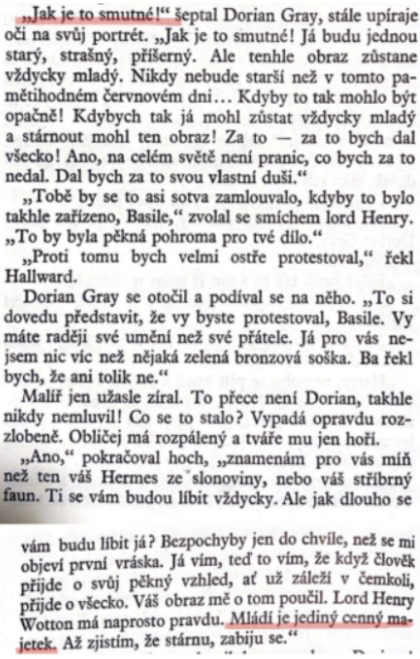 „Jak je to smutné!“ šeptal Dorian Gray, stále upíraje
oči na svůj portrét. „Jak je to smutné! Já budu jednou
starý, strašný, příšerný. Ale tenhle obraz zůstane
vždycky mladý. Nikdy nebude starší než v tomto pa-
mětihodném červnovém dni... Kdyby to tak mohlo být
opačně! Kdybych tak já mohl zůstat vždycky mladý
a stárnout mohl ten obraz! Za to — za to bych dal
všecko! Ano, na celém světě není pranic, co bych za to
nedal. Dal bych za to svou vlastní duši.“
„Tobě by se to asi sotva zamlouvalo, kdyby to bylo
takhle zařízeno, Basile,“ zvolal se smíchem lord Henry.
„To by byla pěkná pohroma pro tvé dílo.“
„Proti tomu bych velmi ostře protestoval,“ řekl
Hallward.
Dorian Gray se otočil a podíval se na něho. „To si
dovedu představit, že vy byste protestoval, Basile. Vy
máte raději své umění než své přátele. Já pro vás ne-
jsem nic víc než nějaká zelená bronzová soška. Ba řekl
bych, že ani tolik ne.“
Malíř jen užasle zíral. To přece není Dorian, takhle
nikdy nemluvil! Co se to stalo? Vypadá opravdu roz-
zlobeně. Obličej má rozpálený a tváře mu jen hoří.
„Ano,“ pokračoval hoch, „znamenám pro vás míň
než ten váš Hermes ze slonoviny, nebo váš stříbrný
faun. Ti se vám budou líbit vždycky. Ale jak dlouho se
vám budu líbit já? Bezpochyby jen do chvíle, než se mi
objeví první vráska. Já vím, teď to vím, že když člověk
přijde o svůj pěkný vzhled, ať už záleží v čemkoli,
přijde o všecko. Váš obraz mě o tom poučil. Lord Henry
Wotton má naprosto pravdu. Mládí je jediný cenný ma-
jetek. Až zjistím, že stárnu, zabiju se.“